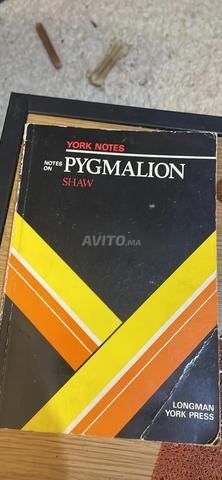 YORK NOTES
NOTES ON
PYGMALION
SHAW
AVITO.ma
LONGMAN
YORK PRESS